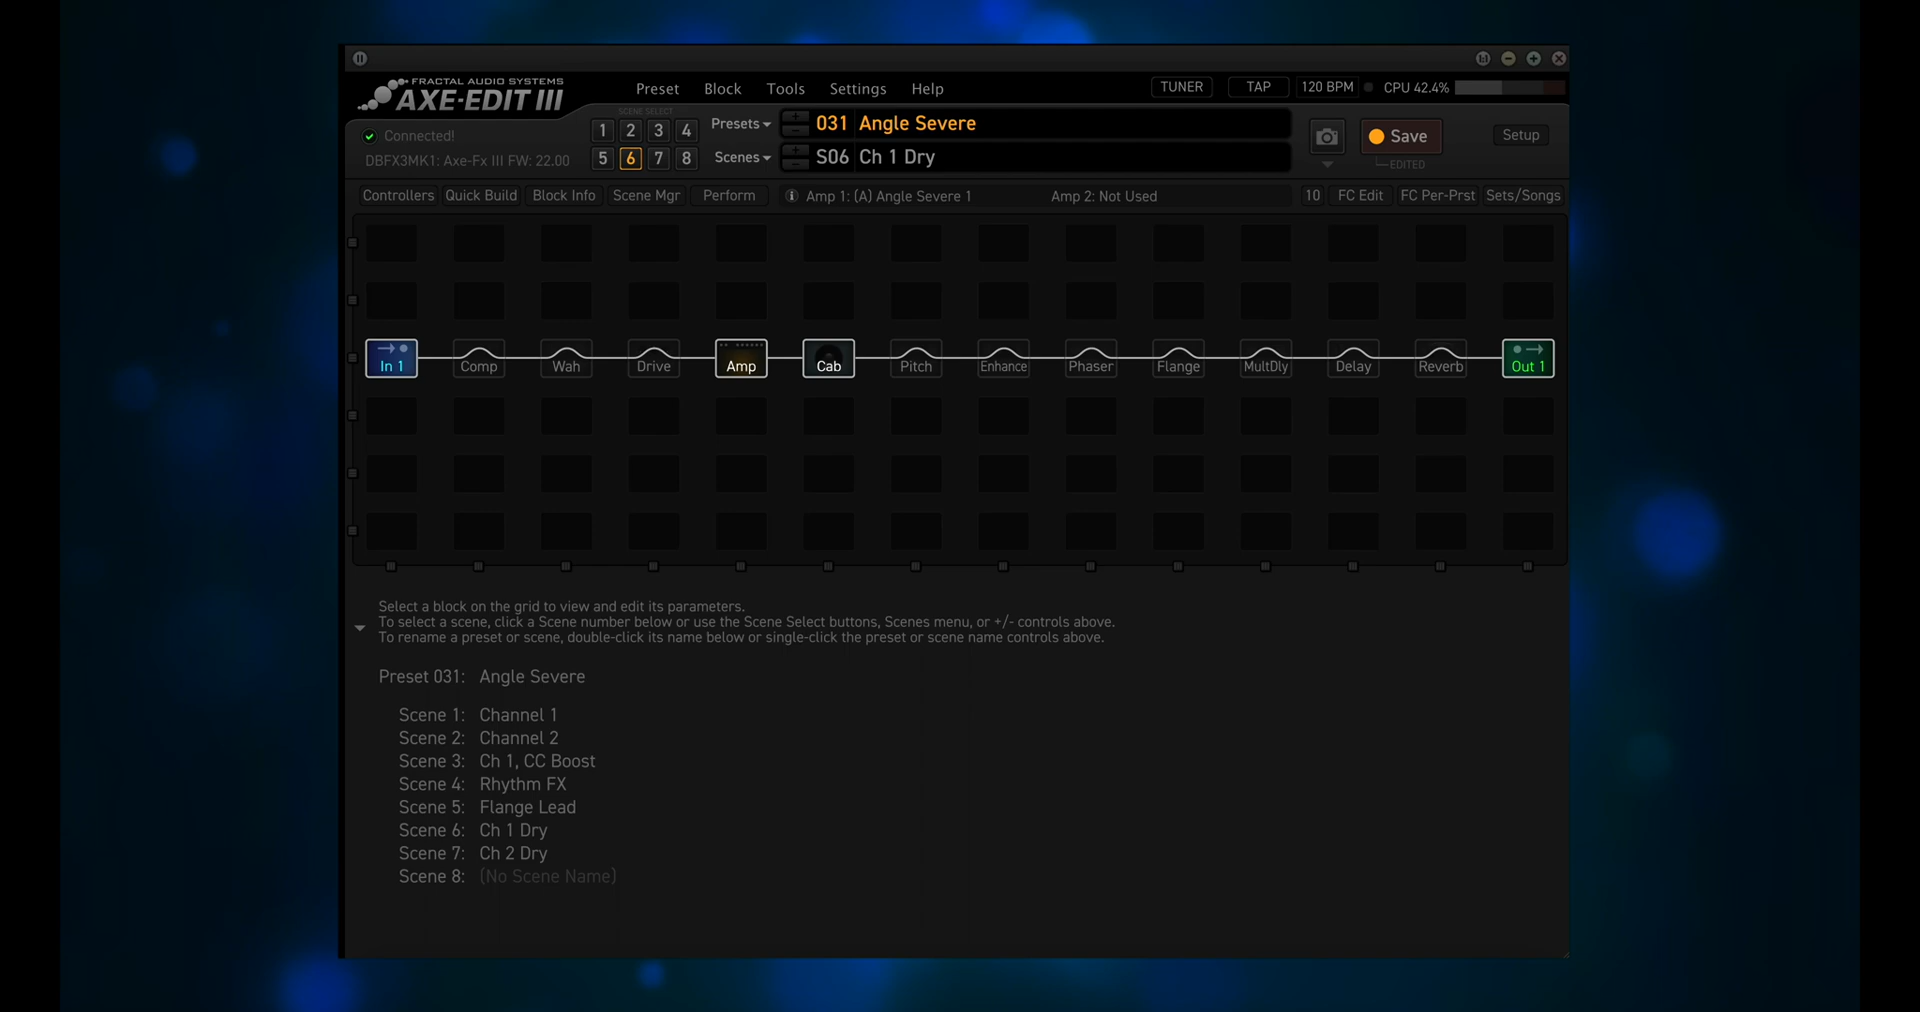 FRACTAL AUDIO SYSTEMS
AXE-EDIT III
Preset Block Tools Settings Help
TUNER TAP 120 BPM CPU 42.4%
SCENE SELECT
1 2 3 4
5 6 7 8
Connected!
DBFX3MK1: Axe-Fx III FW: 22.00
Presets 031 Angle Severe
Scenes S06 Ch 1 Dry
Save
EDITED
Setup
Controllers Quick Build Block Info Scene Mgr Perform Amp 1: (A) Angle Severe 1 Amp 2: Not Used 10 FC Edit FC Per-Prst Sets/Songs
In 1 Comp Wah Drive Amp Cab Pitch Enhance Phaser Flange MultDly Delay Reverb Out 1
Select a block on the grid to view and edit its parameters.
To select a scene, click a Scene number below or use the Scene Select buttons, Scenes menu, or +/- controls above.
To rename a preset or scene, double-click its name below or single-click the preset or scene name controls above.
Preset 031: Angle Severe
Scene 1: Channel 1
Scene 2: Channel 2
Scene 3: Ch 1, CC Boost
Scene 4: Rhythm FX
Scene 5: Flange Lead
Scene 6: Ch 1 Dry
Scene 7: Ch 2 Dry
Scene 8: (No Scene Name)